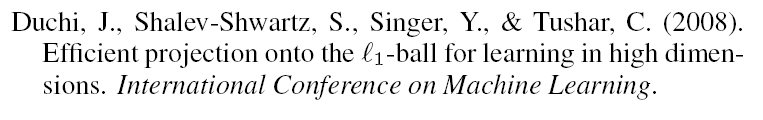 Duchi, J., Shalev-Shwartz, S., Singer, Y., & Tushar, C. (2008).
Efficient projection onto the ℓ₁-ball for learning in high dimen-
sions. International Conference on Machine Learning.